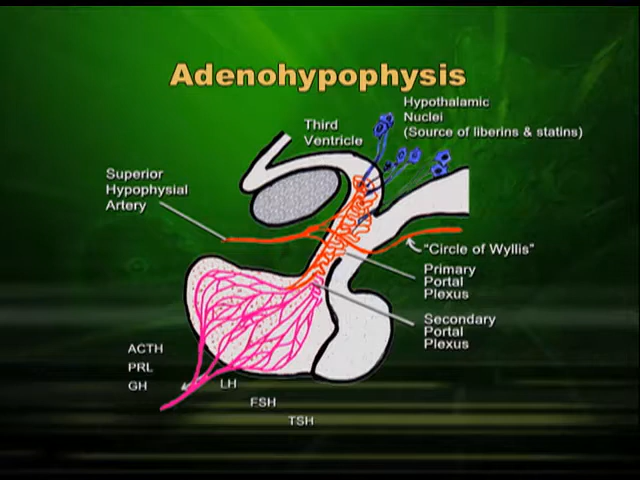 Adenohypophysis
Hypothalamic
Nuclei
(Source of liberins & statins)
Third
Ventricle
Superior
Hypophysial
Artery
"Circle of Wyllis"
Primary
Portal
Plexus
Secondary
Portal
Plexus
ACTH
PRL
GH
LH
FSH
TSH